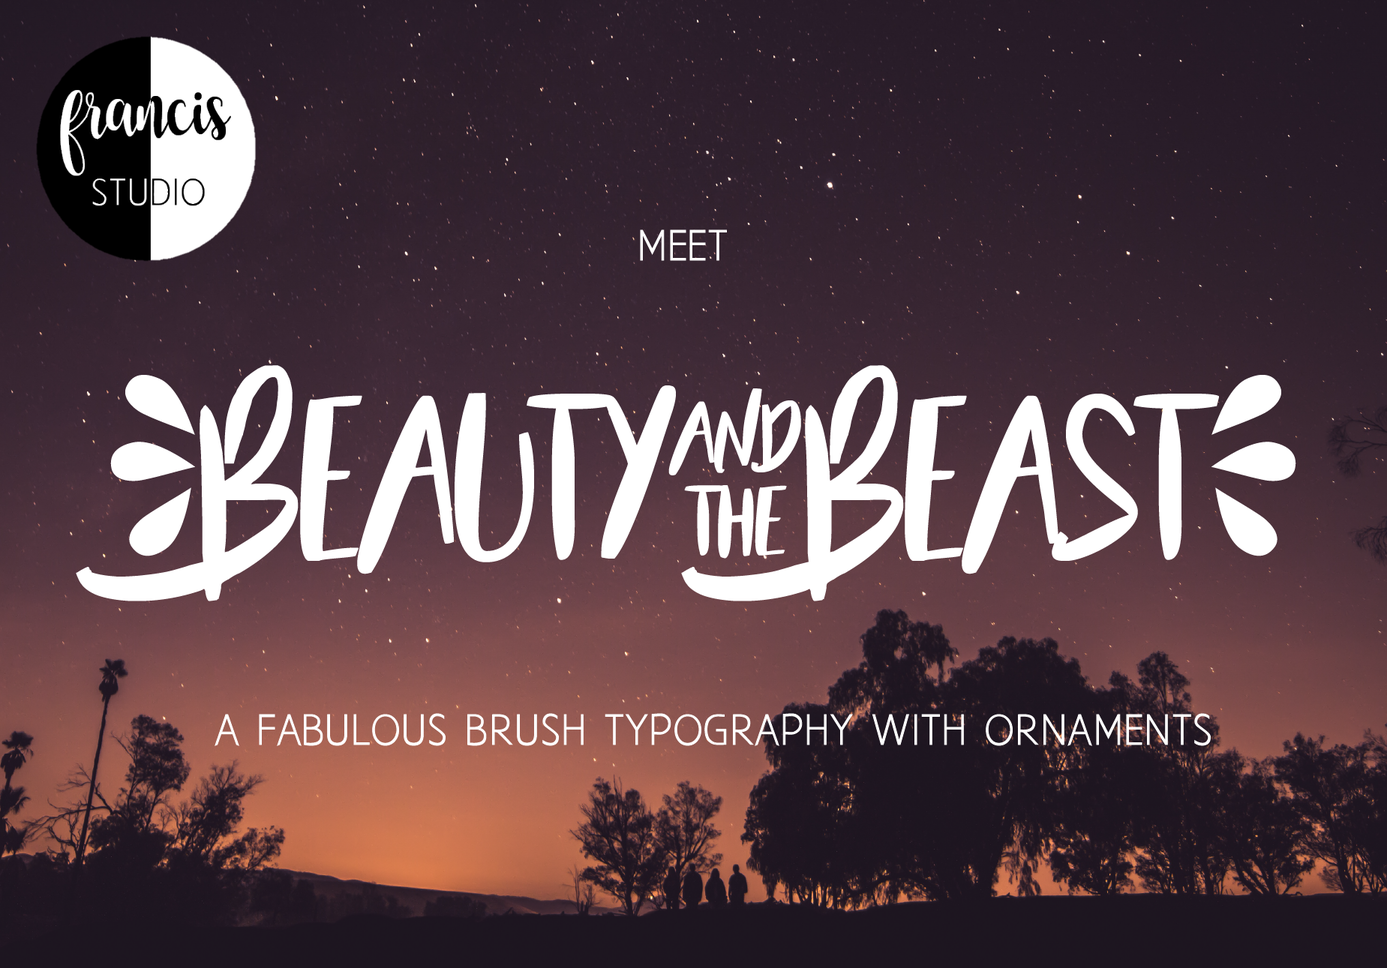 francis
STUDIO
MEET
BEAUTY AND THE BEAST
A FABULOUS BRUSH TYPOGRAPHY WITH ORNAMENTS